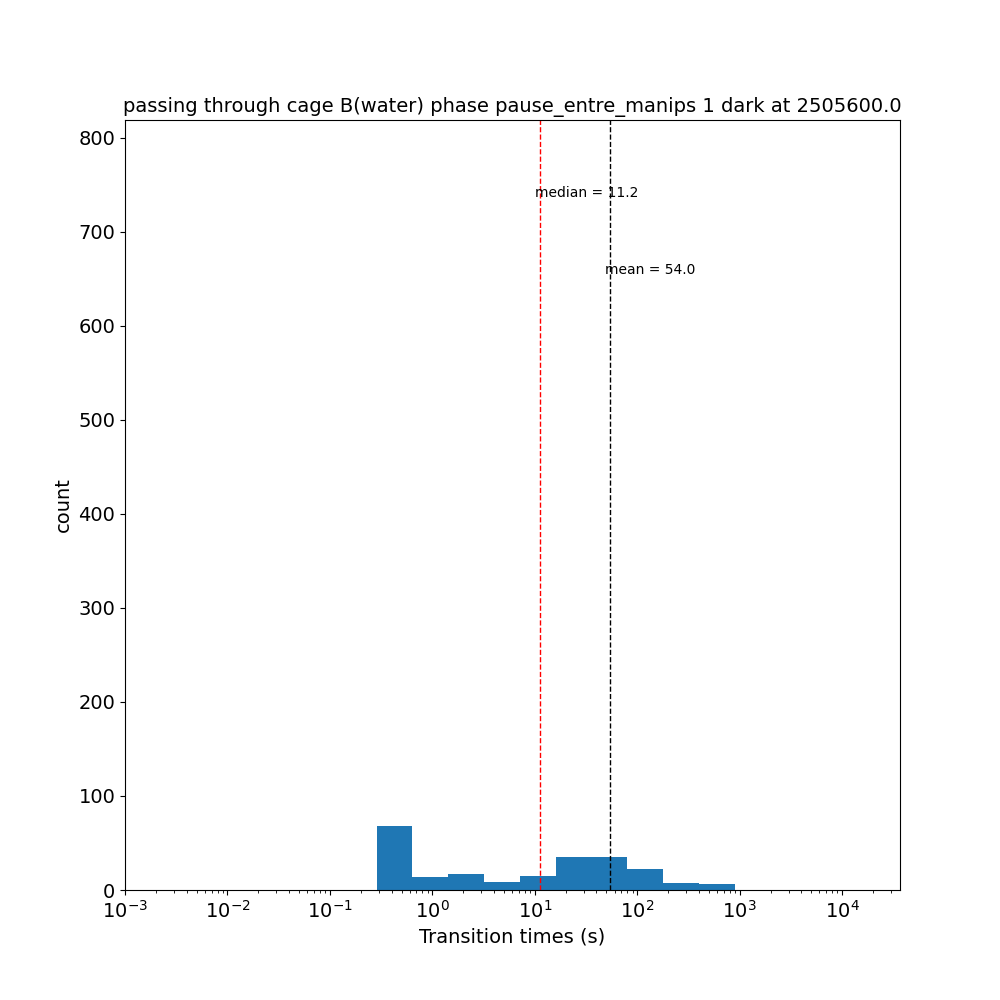 passing through cage B(water) phase pause_entre_manips 1 dark at 2505600.0
800
median = 11.2
700
mean = 54.0
600
500
400
300
200
100
0
count
10⁻³ 10⁻² 10⁻¹ 10⁰ 10¹ 10² 10³ 10⁴
Transition times (s)